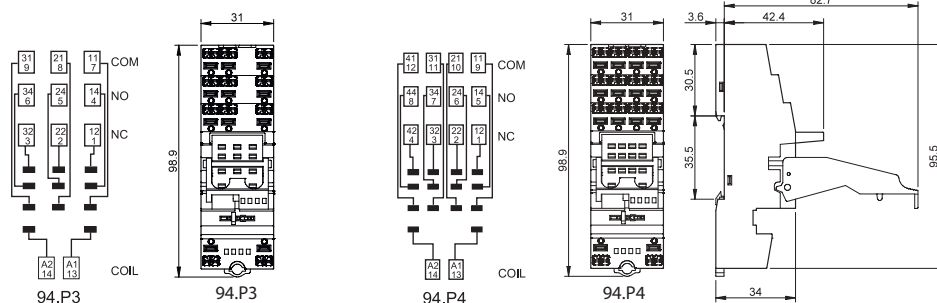 31
31 21 11 COM
9 8 7
34 24 14 NO
6 5 4
32 22 12 NC
3 2 1
A2 A1 COIL
14 13
94.P3
98.9
94.P3
41 31 21 11 COM
12 11 10 9
44 34 24 14 NO
8 7 6 5
42 32 22 12 NC
4 3 2 1
A2 A1 COIL
14 13
94.P4
31
98.9
94.P4
82.7
3.6 42.4
30.5
35.5
95.5
34